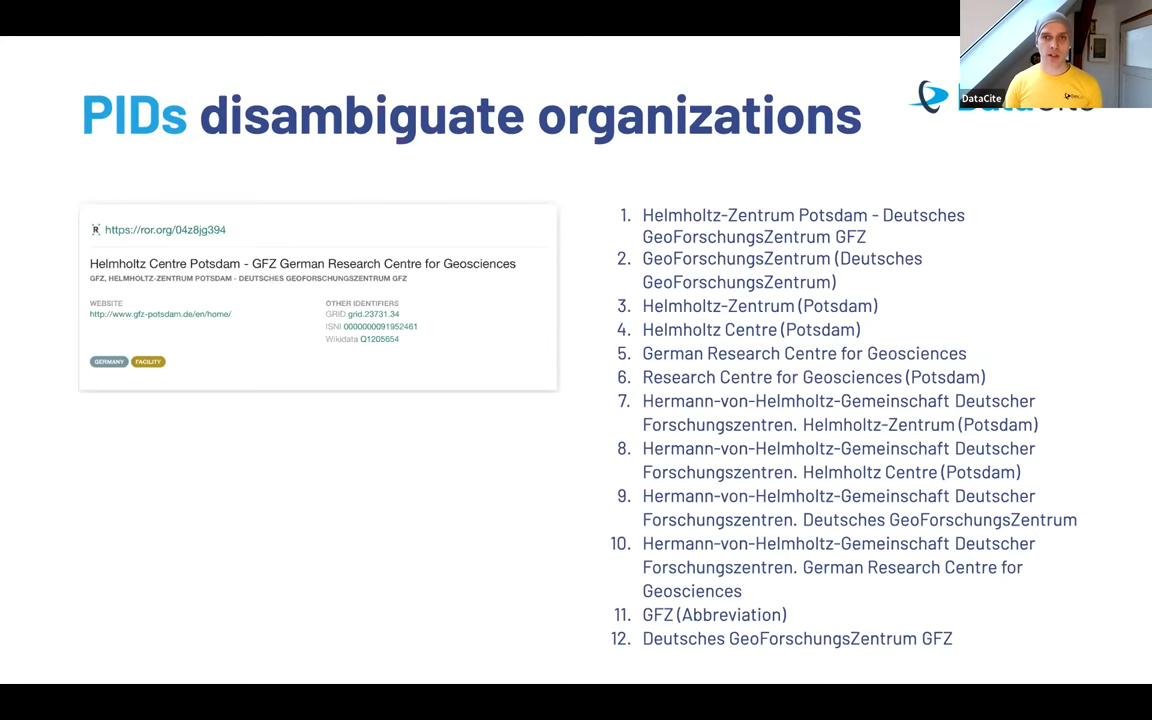 PIDs disambiguate organizations
DataCite
https://ror.org/04z8jg394
Helmholtz Centre Potsdam - GFZ German Research Centre for Geosciences
GFZ, HELMHOLTZ-ZENTRUM POTSDAM - DEUTSCHES GEOFORSCHUNGSZENTRUM GFZ
WEBSITE
http://www.gfz-potsdam.de/en/home/
OTHER IDENTIFIERS
GRID grid.23731.34
ISNI 0000000091952461
Wikidata Q1205654
GERMANY FACILITY
1. Helmholtz-Zentrum Potsdam - Deutsches
GeoForschungsZentrum GFZ
2. GeoForschungsZentrum (Deutsches
GeoForschungsZentrum)
3. Helmholtz-Zentrum (Potsdam)
4. Helmholtz Centre (Potsdam)
5. German Research Centre for Geosciences
6. Research Centre for Geosciences (Potsdam)
7. Hermann-von-Helmholtz-Gemeinschaft Deutscher
Forschungszentren. Helmholtz-Zentrum (Potsdam)
8. Hermann-von-Helmholtz-Gemeinschaft Deutscher
Forschungszentren. Helmholtz Centre (Potsdam)
9. Hermann-von-Helmholtz-Gemeinschaft Deutscher
Forschungszentren. Deutsches GeoForschungsZentrum
10. Hermann-von-Helmholtz-Gemeinschaft Deutscher
Forschungszentren. German Research Centre for
Geosciences
11. GFZ (Abbreviation)
12. Deutsches GeoForschungsZentrum GFZ